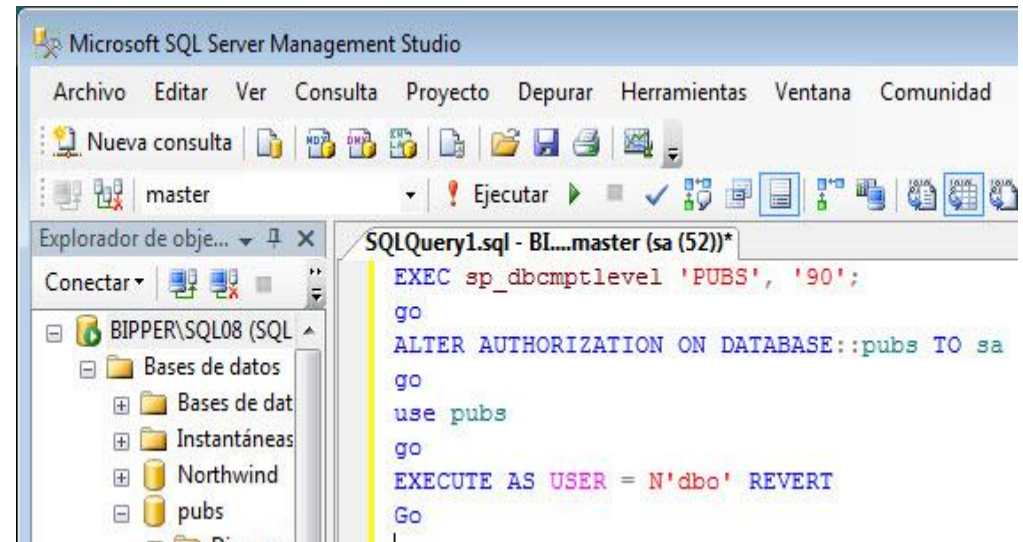 Microsoft SQL Server Management Studio
Archivo Editar Ver Consulta Proyecto Depurar Herramientas Ventana Comunidad
Nueva consulta
master
Ejecutar
Explorador de obje...
SQLQuery1.sql - BI....master (sa (52))*
Conectar
BIPPER\SQL08 (SQL
Bases de datos
Bases de dat
Instantáneas
Northwind
pubs
EXEC sp_dbcmptlevel 'PUBS', '90';
go
ALTER AUTHORIZATION ON DATABASE::pubs TO sa
go
use pubs
go
EXECUTE AS USER = N'dbo' REVERT
Go